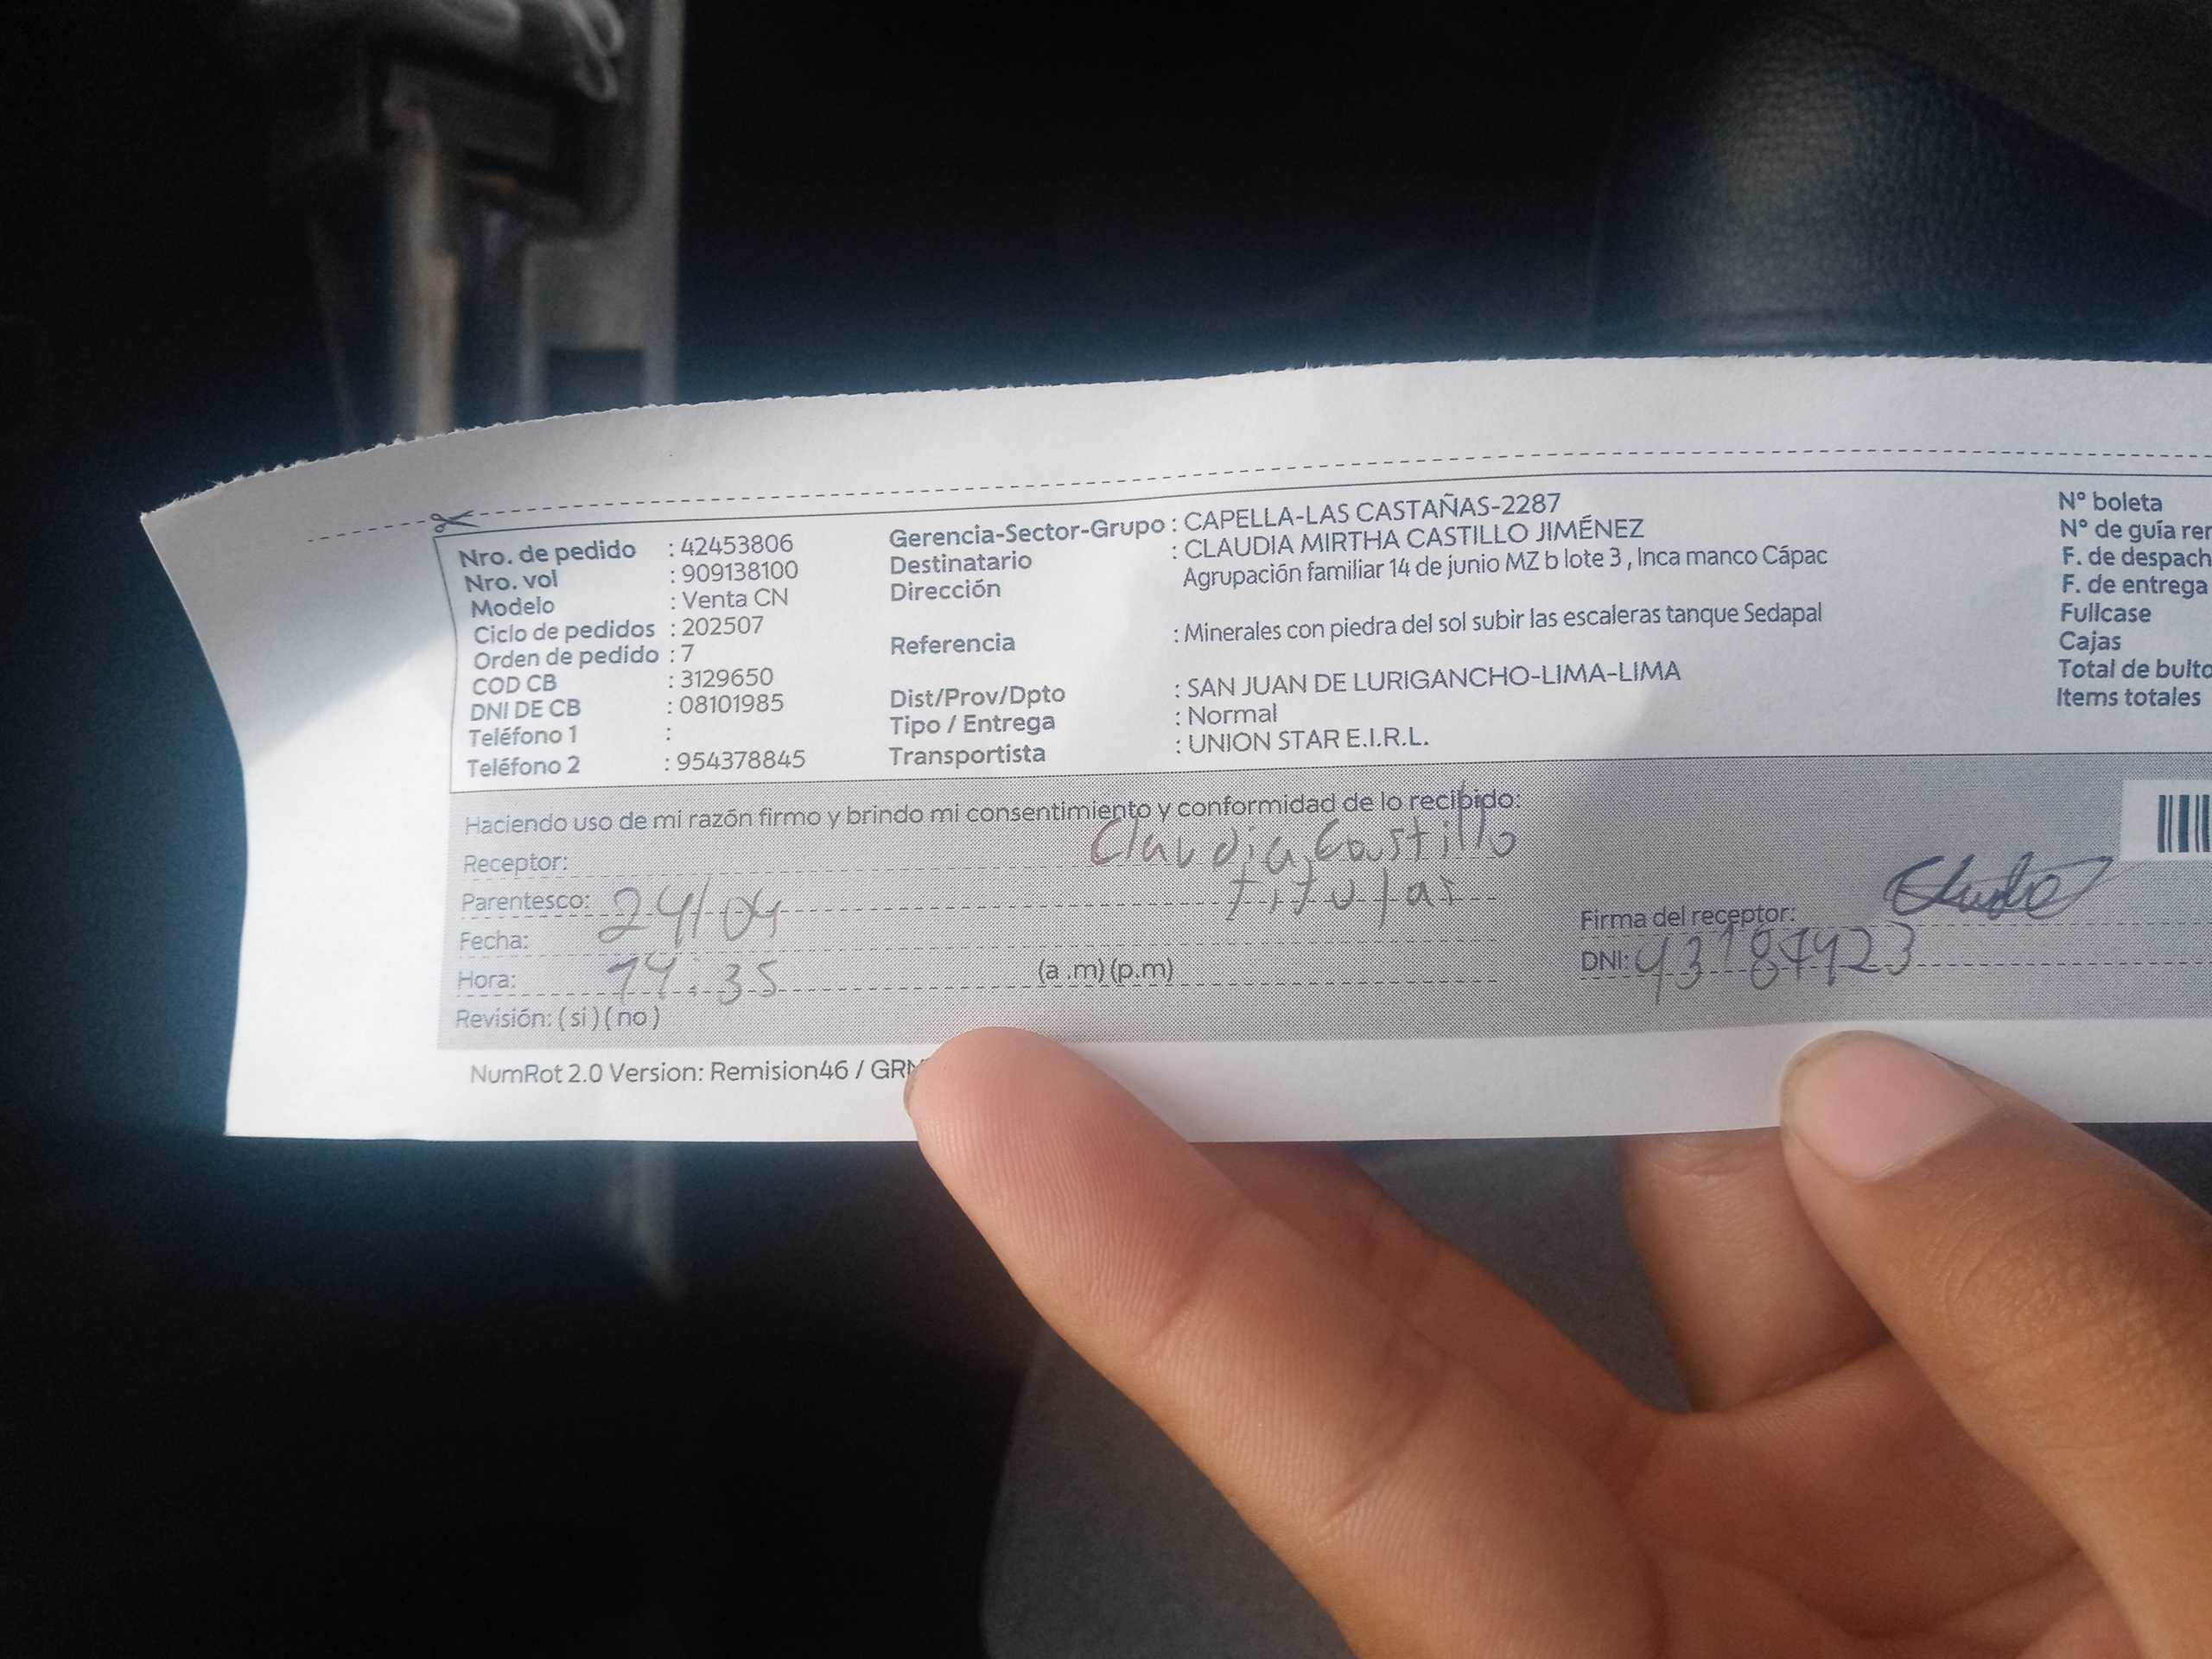 Nro. de pedido : 42453806
Nro. vol : 909138100
Modelo : Venta CN
Ciclo de pedidos : 202507
Orden de pedido : 7
COD CB : 3129650
DNI DE CB : 08101985
Teléfono 1 :
Teléfono 2 : 954378845
Gerencia-Sector-Grupo : CAPELLA-LAS CASTAÑAS-2287
Destinatario : CLAUDIA MIRTHA CASTILLO JIMÉNEZ
Dirección Agrupación familiar 14 de junio MZ b lote 3 , Inca manco Cápac
Referencia : Minerales con piedra del sol subir las escaleras tanque Sedapal
Dist/Prov/Dpto : SAN JUAN DE LURIGANCHO-LIMA-LIMA
Tipo / Entrega : Normal
Transportista : UNION STAR E.I.R.L.
N° boleta
N° de guía rer
F. de despach
F. de entrega
Fullcase
Cajas
Total de bulto
Items totales
Haciendo uso de mi razón firmo y brindo mi consentimiento y conformidad de lo recibido:
Receptor: Claudia Castillo
Parentesco: titular
Fecha: 24/04
Hora: 14:35 (a .m) (p.m)
Revisión: ( si ) ( no )
Firma del receptor:
DNI: 43187423
NumRot 2.0 Version: Remision46 / GRM